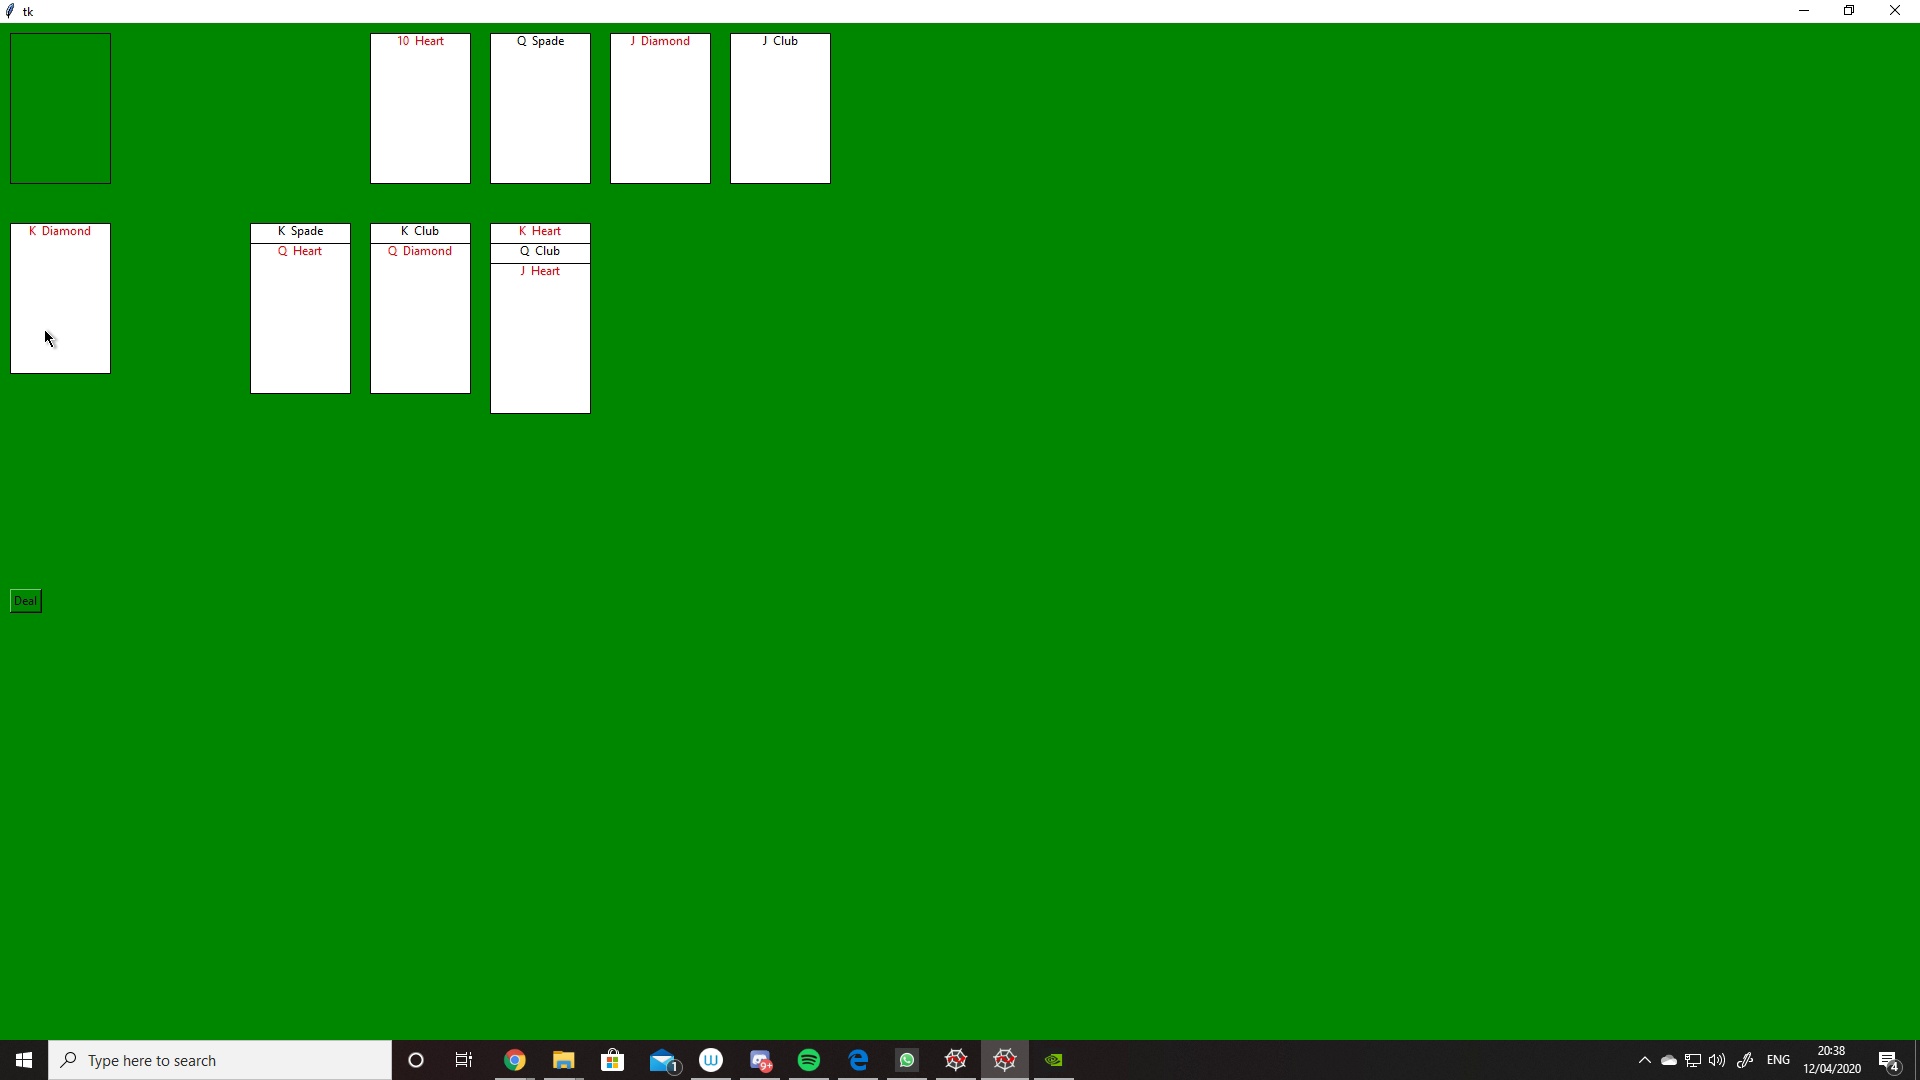 tk
10 Heart
Q Spade
J Diamond
J Club
K Diamond
K Spade
K Club
K Heart
Q Heart
Q Diamond
Q Club
J Heart
Deal
Type here to search
1
W
9+
ENG
20:38
12/04/2020
4